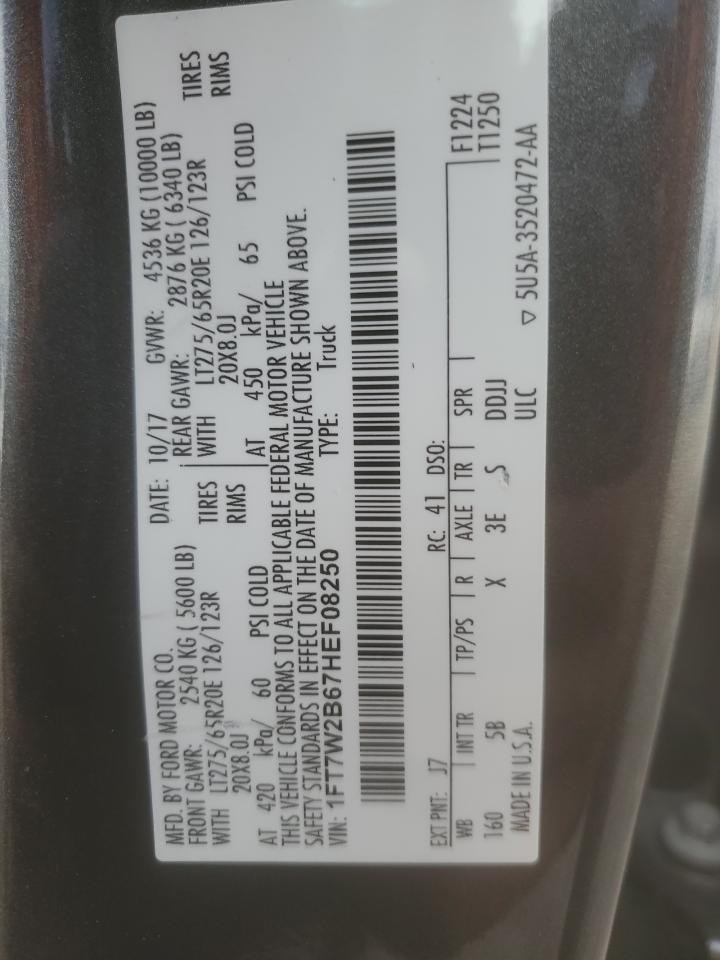 MFD. BY FORD MOTOR CO.
DATE: 10/17 GVWR: 4536 KG (10000 LB)
FRONT GAWR: 2540 KG ( 5600 LB) REAR GAWR: 2876 KG ( 6340 LB)
WITH LT275/65R20E 126/123R TIRES WITH LT275/65R20E 126/123R TIRES
20X8.0J RIMS 20X8.0J RIMS
AT 420 kPa/ 60 PSI COLD AT 450 kPa/ 65 PSI COLD
THIS VEHICLE CONFORMS TO ALL APPLICABLE FEDERAL MOTOR VEHICLE
SAFETY STANDARDS IN EFFECT ON THE DATE OF MANUFACTURE SHOWN ABOVE.
VIN: 1FT7W2B67HEF08250 TYPE: Truck
EXT PNT: J7 RC: 41 DSO: F1224
WB INT TR TP/PS R AXLE TR SPR T1250
160 5B X 3E S DDJJ
MADE IN U.S.A. ULC
▽ 5U5A-3520472-AA